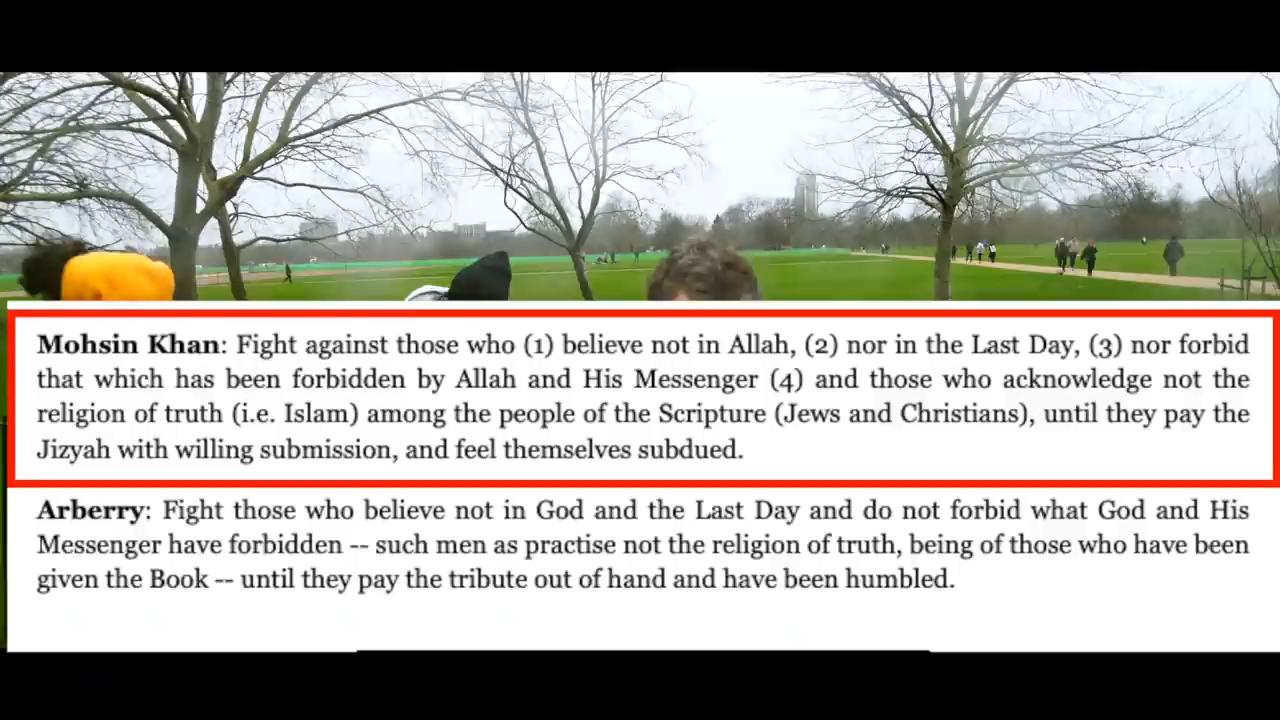 Mohsin Khan: Fight against those who (1) believe not in Allah, (2) nor in the Last Day, (3) nor forbid
that which has been forbidden by Allah and His Messenger (4) and those who acknowledge not the
religion of truth (i.e. Islam) among the people of the Scripture (Jews and Christians), until they pay the
Jizyah with willing submission, and feel themselves subdued.
Arberry: Fight those who believe not in God and the Last Day and do not forbid what God and His
Messenger have forbidden -- such men as practise not the religion of truth, being of those who have been
given the Book -- until they pay the tribute out of hand and have been humbled.